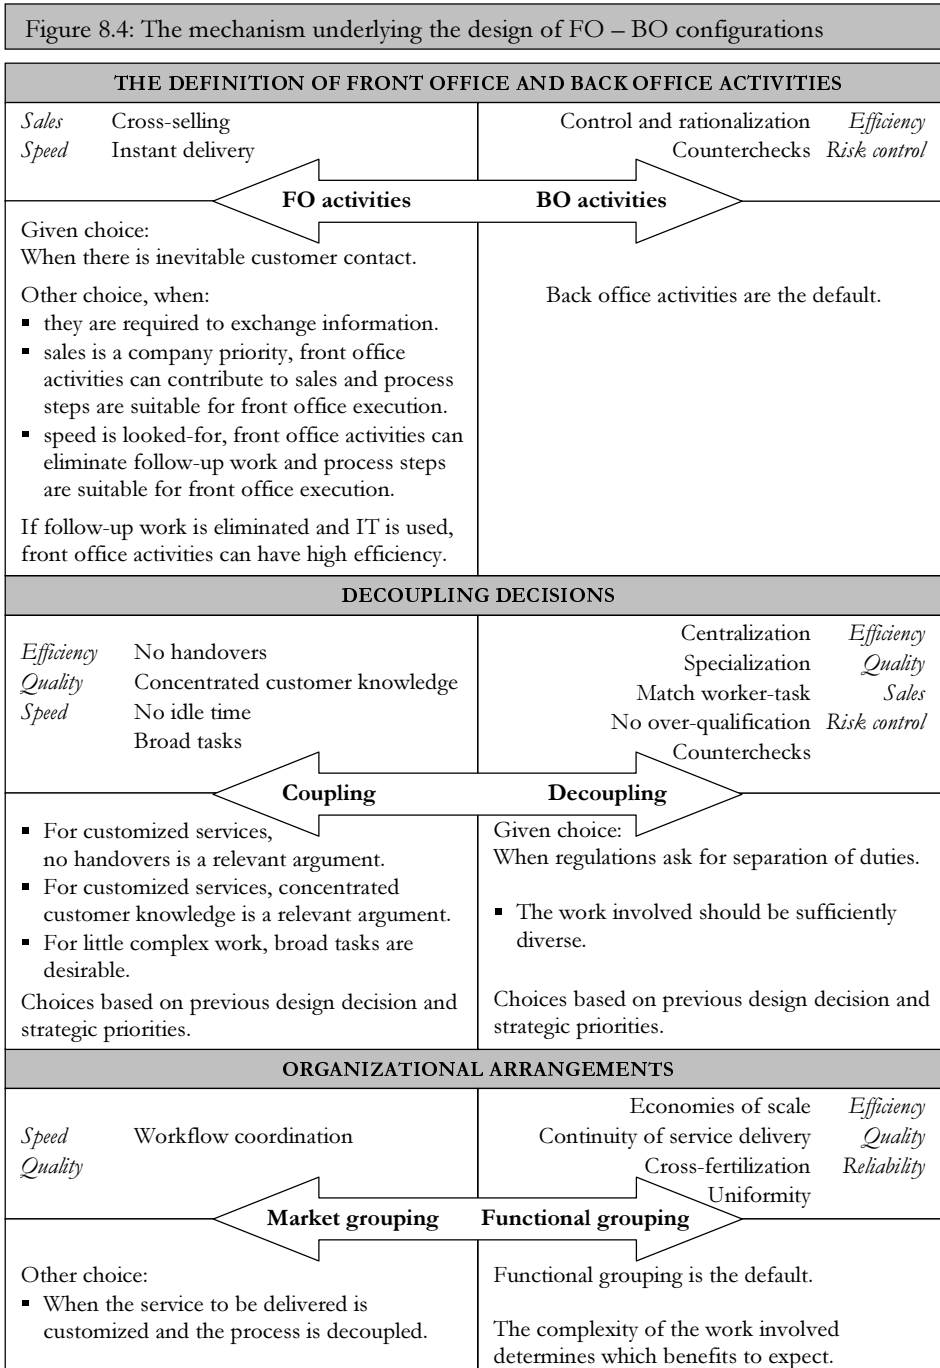 Figure 8.4: The mechanism underlying the design of FO – BO configurations
THE DEFINITION OF FRONT OFFICE AND BACK OFFICE ACTIVITIES
Sales Cross-selling
Speed Instant delivery
Control and rationalization Efficiency
Counterchecks Risk control
FO activities BO activities
Given choice:
When there is inevitable customer contact.
Other choice, when:
▪ they are required to exchange information.
▪ sales is a company priority, front office
activities can contribute to sales and process
steps are suitable for front office execution.
▪ speed is looked-for, front office activities can
eliminate follow-up work and process steps
are suitable for front office execution.
If follow-up work is eliminated and IT is used,
front office activities can have high efficiency.
Back office activities are the default.
DECOUPLING DECISIONS
Efficiency No handovers
Quality Concentrated customer knowledge
Speed No idle time
Broad tasks
Centralization Efficiency
Specialization Quality
Match worker-task Sales
No over-qualification Risk control
Counterchecks
Coupling Decoupling
▪ For customized services,
no handovers is a relevant argument.
▪ For customized services, concentrated
customer knowledge is a relevant argument.
▪ For little complex work, broad tasks are
desirable.
Choices based on previous design decision and
strategic priorities.
Given choice:
When regulations ask for separation of duties.
▪ The work involved should be sufficiently
diverse.
Choices based on previous design decision and
strategic priorities.
ORGANIZATIONAL ARRANGEMENTS
Speed Workflow coordination
Quality
Economies of scale Efficiency
Continuity of service delivery Quality
Cross-fertilization Reliability
Uniformity
Market grouping Functional grouping
Other choice:
▪ When the service to be delivered is
customized and the process is decoupled.
Functional grouping is the default.
The complexity of the work involved
determines which benefits to expect.